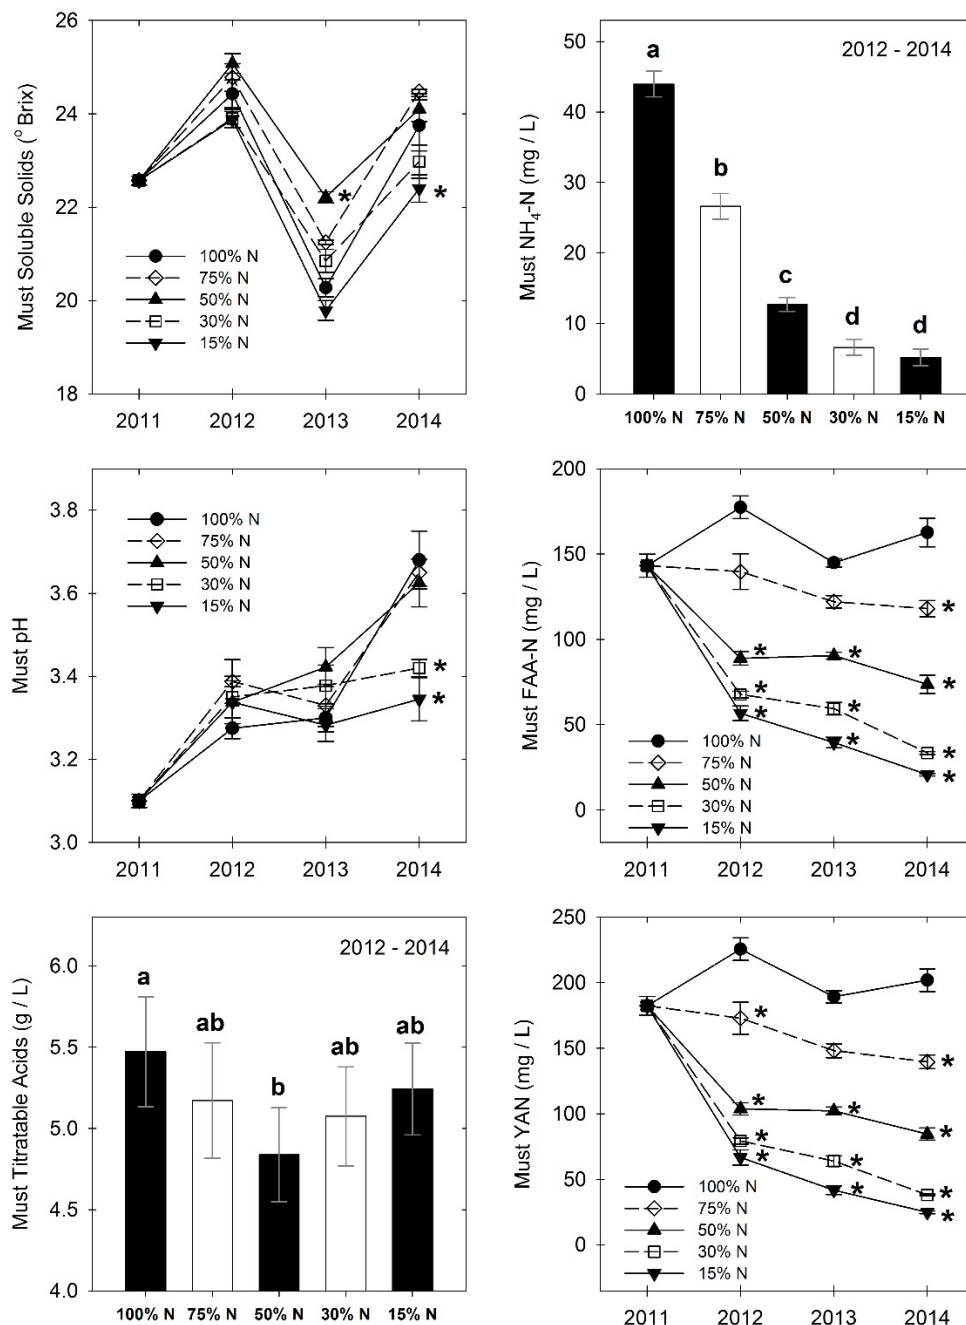 Must Soluble Solids (° Brix)
26
24
22
20
18
100% N
75% N
50% N
30% N
15% N
*
*
2011 2012 2013 2014
Must NH4-N (mg / L)
50
40
30
20
10
0
2012 - 2014
a
b
c
d
d
100% N 75% N 50% N 30% N 15% N
Must pH
3.8
3.6
3.4
3.2
3.0
100% N
75% N
50% N
30% N
15% N
*
*
2011 2012 2013 2014
Must FAA-N (mg / L)
200
150
100
50
0
*
* * *
* * *
* * *
100% N
75% N
50% N
30% N
15% N
2011 2012 2013 2014
Must Titratable Acids (g / L)
6.0
5.5
5.0
4.5
4.0
2012 - 2014
a
ab
b
ab
ab
100% N 75% N 50% N 30% N 15% N
Must YAN (mg / L)
250
200
150
100
50
0
* *
* * *
* * *
* * *
100% N
75% N
50% N
30% N
15% N
2011 2012 2013 2014